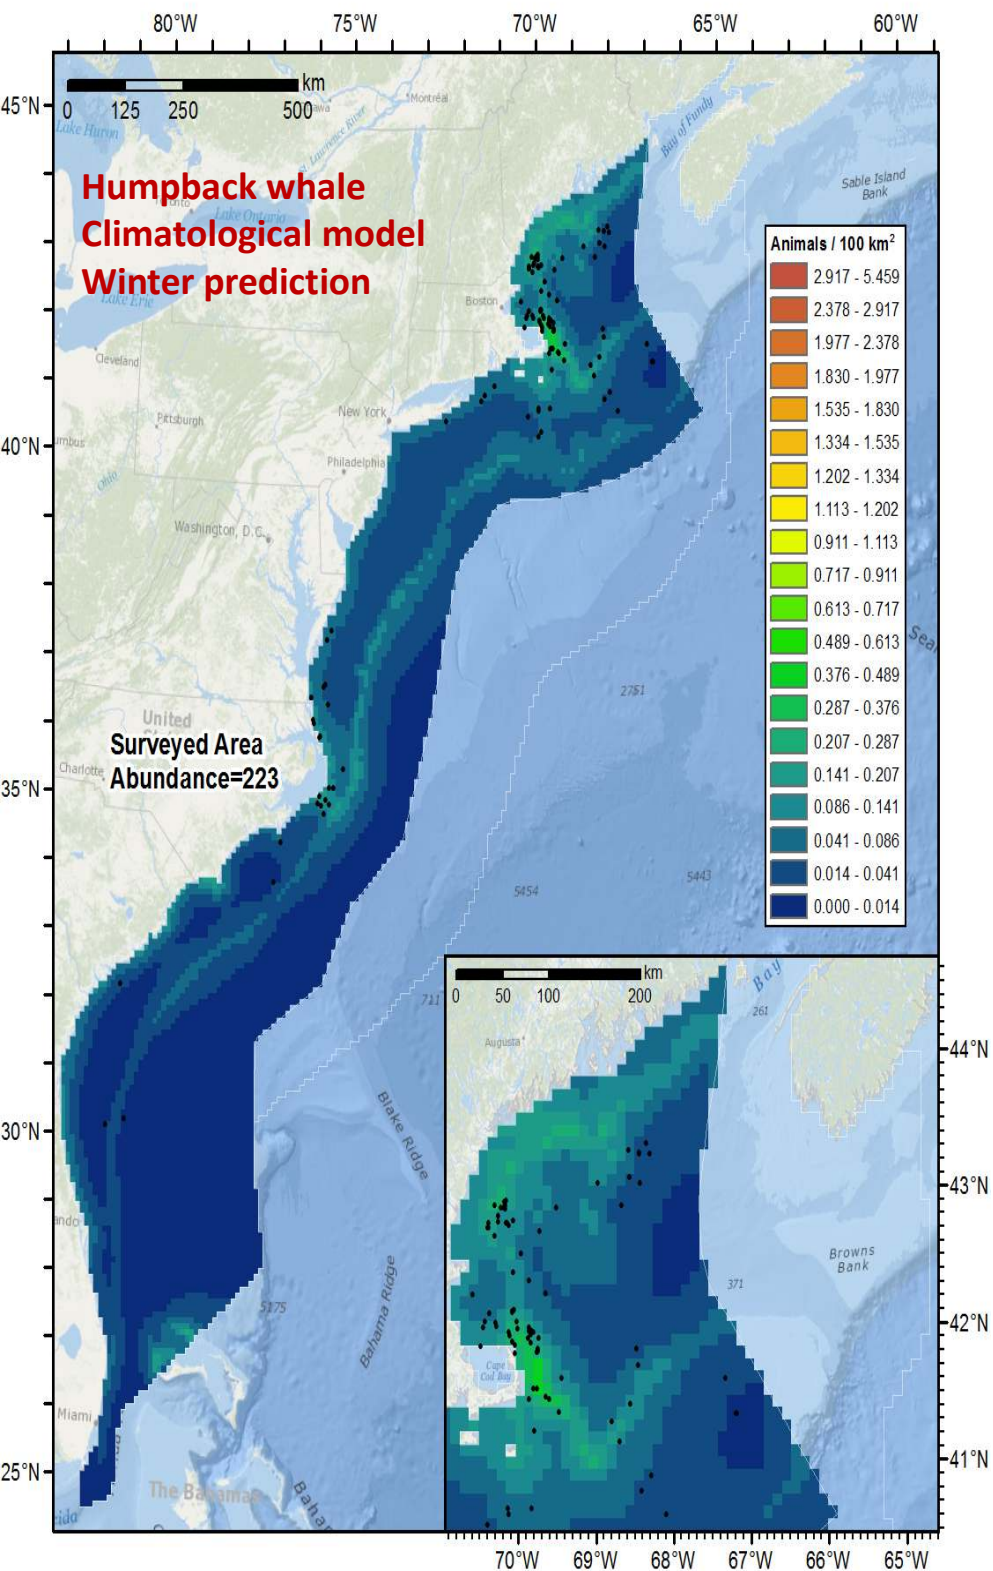 80°W 75°W 70°W 65°W 60°W
km
0 125 250 500
Montréal
45°N
Lake Huron
St. Lawrence River
Bay of Fundy
Sable Island
Bank
Humpback whale
Climatological model
Winter prediction
Toronto
Lake Ontario
Lake Erie
Boston
Cleveland
New York
Pittsburgh
40°N
Philadelphia
Ohio
Washington, D.C.
Animals / 100 km²
2.917 - 5.459
2.378 - 2.917
1.977 - 2.378
1.830 - 1.977
1.535 - 1.830
1.334 - 1.535
1.202 - 1.334
1.113 - 1.202
0.911 - 1.113
0.717 - 0.911
0.613 - 0.717
0.489 - 0.613
0.376 - 0.489
0.287 - 0.376
0.207 - 0.287
0.141 - 0.207
0.086 - 0.141
0.041 - 0.086
0.014 - 0.041
0.000 - 0.014
2751
United
Surveyed Area
Charlotte
Abundance=223
35°N
5454
5443
711
Blake Ridge
30°N
ando
5175
Bahama Ridge
Miami
25°N
The Bahamas
km
0 50 100 200
Bay
261
Augusta
44°N
43°N
Browns
Bank
371
42°N
Cape
Cod Bay
41°N
70°W 69°W 68°W 67°W 66°W 65°W